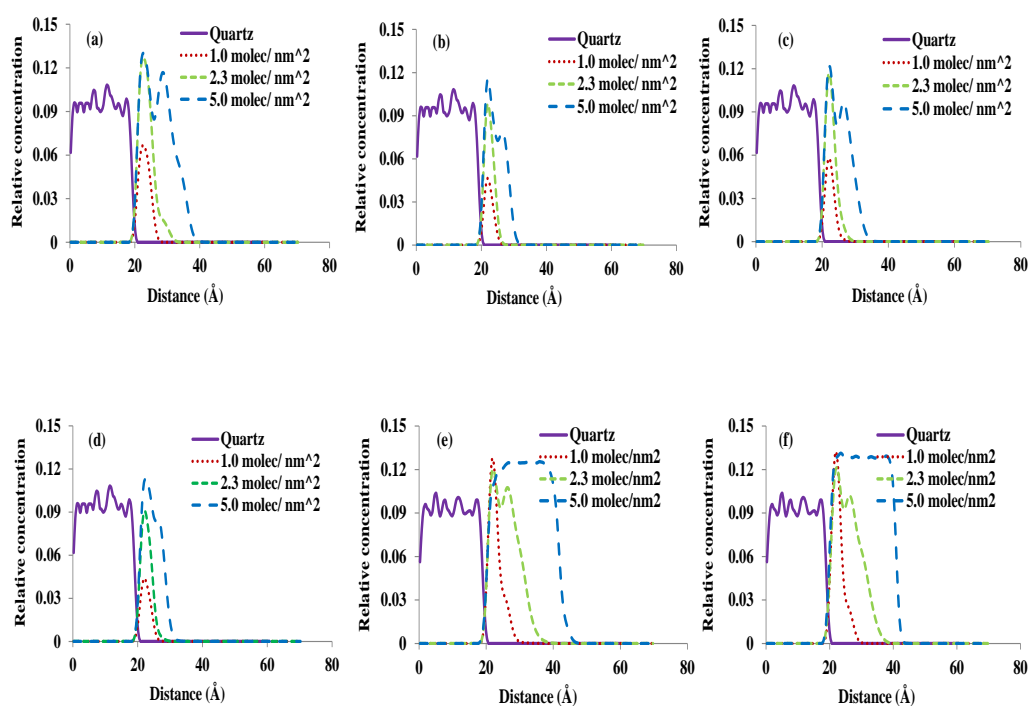 Relative concentration
0.15
0.12
0.09
0.06
0.03
0
(a)
Quartz
1.0 molec/ nm^2
2.3 molec/ nm^2
5.0 molec/ nm^2
0 20 40 60 80
Distance (Å)
Relative concentration
0.15
0.12
0.09
0.06
0.03
0
(b)
Quartz
1.0 molec/ nm^2
2.3 molec/ nm^2
5.0 molec/ nm^2
0 20 40 60 80
Distance (Å)
Relative concentration
0.15
0.12
0.09
0.06
0.03
0
(c)
Quartz
1.0 molec/ nm^2
2.3 molec/ nm^2
5.0 molec/ nm^2
0 20 40 60 80
Distance (Å)
Relative concentration
0.15
0.12
0.09
0.06
0.03
0
(d)
Quartz
1.0 molec/ nm^2
2.3 molec/ nm^2
5.0 molec/ nm^2
0 20 40 60 80
Distance (Å)
Relative concentration
0.15
0.12
0.09
0.06
0.03
0
(e)
Quartz
1.0 molec/nm2
2.3 molec/nm2
5.0 molec/nm2
0 20 40 60 80
Distance (Å)
Relative concentration
0.15
0.12
0.09
0.06
0.03
0
(f)
Quartz
1.0 molec/nm2
2.3 molec/nm2
5.0 molec/nm2
0 20 40 60 80
Distance (Å)